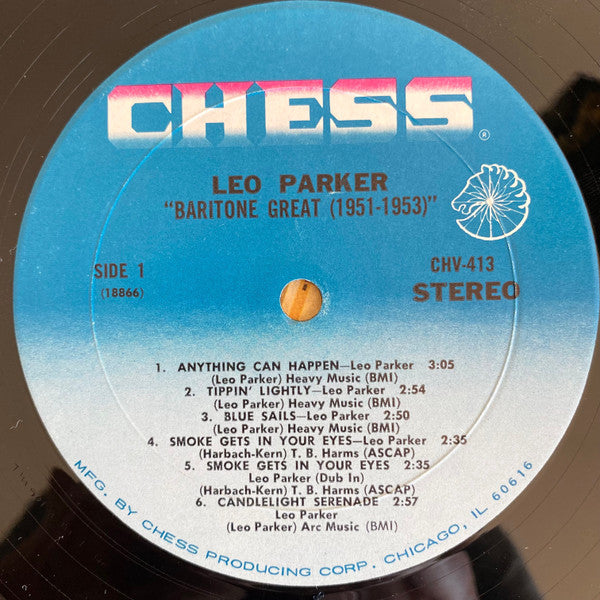 CHESS
®
LEO PARKER
"BARITONE GREAT (1951-1953)"
SIDE 1
(18866)
CHV-413
STEREO
1. ANYTHING CAN HAPPEN—Leo Parker 3:05
(Leo Parker) Heavy Music (BMI)
2. TIPPIN' LIGHTLY—Leo Parker 2:54
(Leo Parker) Heavy Music (BMI)
3. BLUE SAILS—Leo Parker 2:50
(Leo Parker) Heavy Music (BMI)
4. SMOKE GETS IN YOUR EYES—Leo Parker 2:35
(Harbach-Kern) T. B. Harms (ASCAP)
5. SMOKE GETS IN YOUR EYES 2:35
Leo Parker (Dub In)
(Harbach-Kern) T. B. Harms (ASCAP)
6. CANDLELIGHT SERENADE 2:57
Leo Parker
(Leo Parker) Arc Music (BMI)
MFG. BY CHESS PRODUCING CORP. CHICAGO, IL 60616